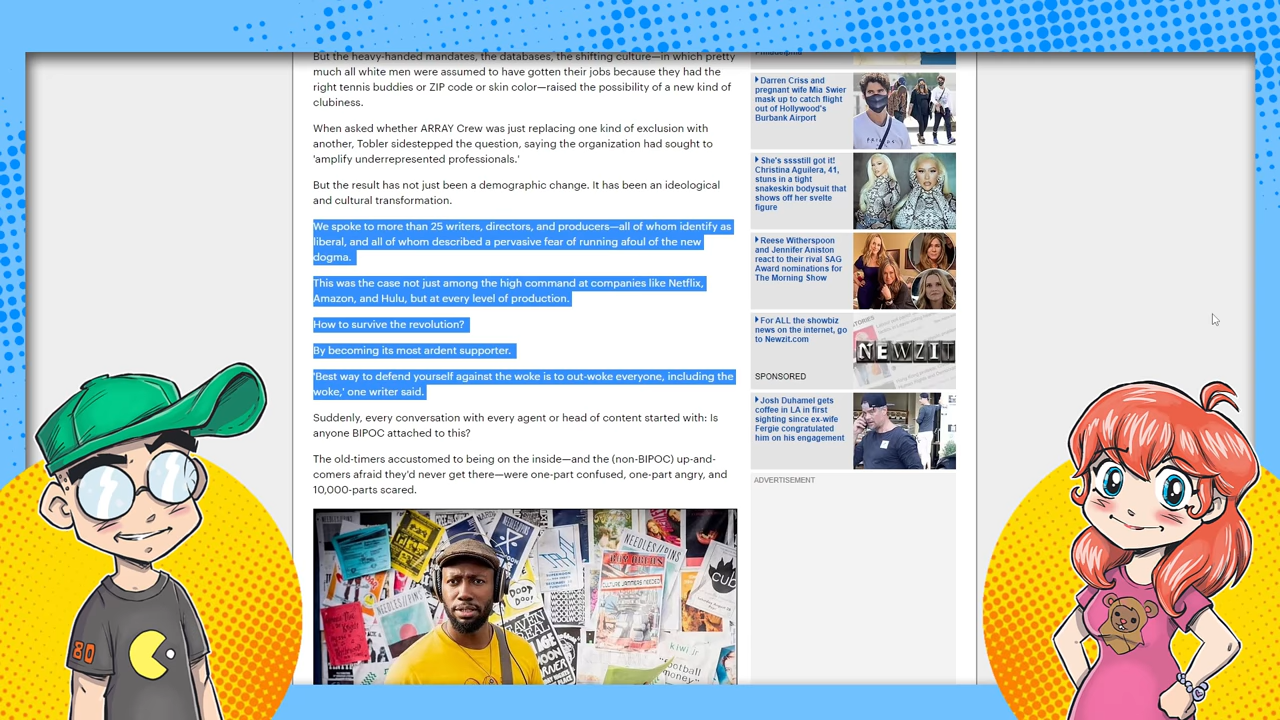 But the heavy-handed mandates, the databases, the shifting culture—in which pretty
much all white men were assumed to have gotten their jobs because they had the
right tennis buddies or ZIP code or skin color—raised the possibility of a new kind of
clubiness.
When asked whether ARRAY Crew was just replacing one kind of exclusion with
another, Tobler sidestepped the question, saying the organization had sought to
'amplify underrepresented professionals.'
But the result has not just been a demographic change. It has been an ideological
and cultural transformation.
We spoke to more than 25 writers, directors, and producers—all of whom identify as
liberal, and all of whom described a pervasive fear of running afoul of the new
dogma.
This was the case not just among the high command at companies like Netflix,
Amazon, and Hulu, but at every level of production.
How to survive the revolution?
By becoming its most ardent supporter.
'Best way to defend yourself against the woke is to out-woke everyone, including the
woke,' one writer said.
Suddenly, every conversation with every agent or head of content started with: Is
anyone BIPOC attached to this?
The old-timers accustomed to being on the inside—and the (non-BIPOC) up-and-
comers afraid they'd never get there—were one-part confused, one-part angry, and
10,000-parts scared.
NEEDLES/PINS
NEEDLES/PINS
CULTURE JAMMERS NEEDED!
DOOF
DOOF
CUB
kiwi jr
"football
money"
Philadelphia
Darren Criss and
pregnant wife Mia Swier
mask up to catch flight
out of Hollywood's
Burbank Airport
She's sssstill got it!
Christina Aguilera, 41,
stuns in a tight
snakeskin bodysuit that
shows off her svelte
figure
Reese Witherspoon
and Jennifer Aniston
react to their rival SAG
Award nominations for
The Morning Show
For ALL the showbiz
news on the internet, go
to Newzit.com
SPONSORED
NEWZIT
Josh Duhamel gets
coffee in LA in first
sighting since ex-wife
Fergie congratulated
him on his engagement
ADVERTISEMENT
80